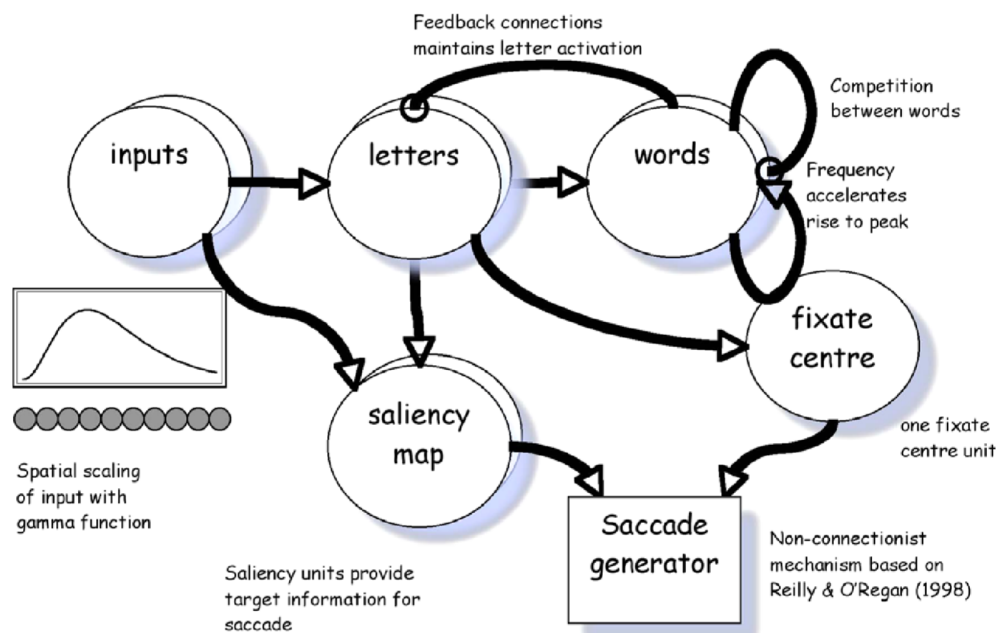 Feedback connections
maintains letter activation
Competition
between words
inputs
letters
words
Frequency
accelerates
rise to peak
fixate
centre
saliency
map
one fixate
centre unit
Spatial scaling
of input with
gamma function
Saccade
generator
Non-connectionist
mechanism based on
Reilly & O'Regan (1998)
Saliency units provide
target information for
saccade